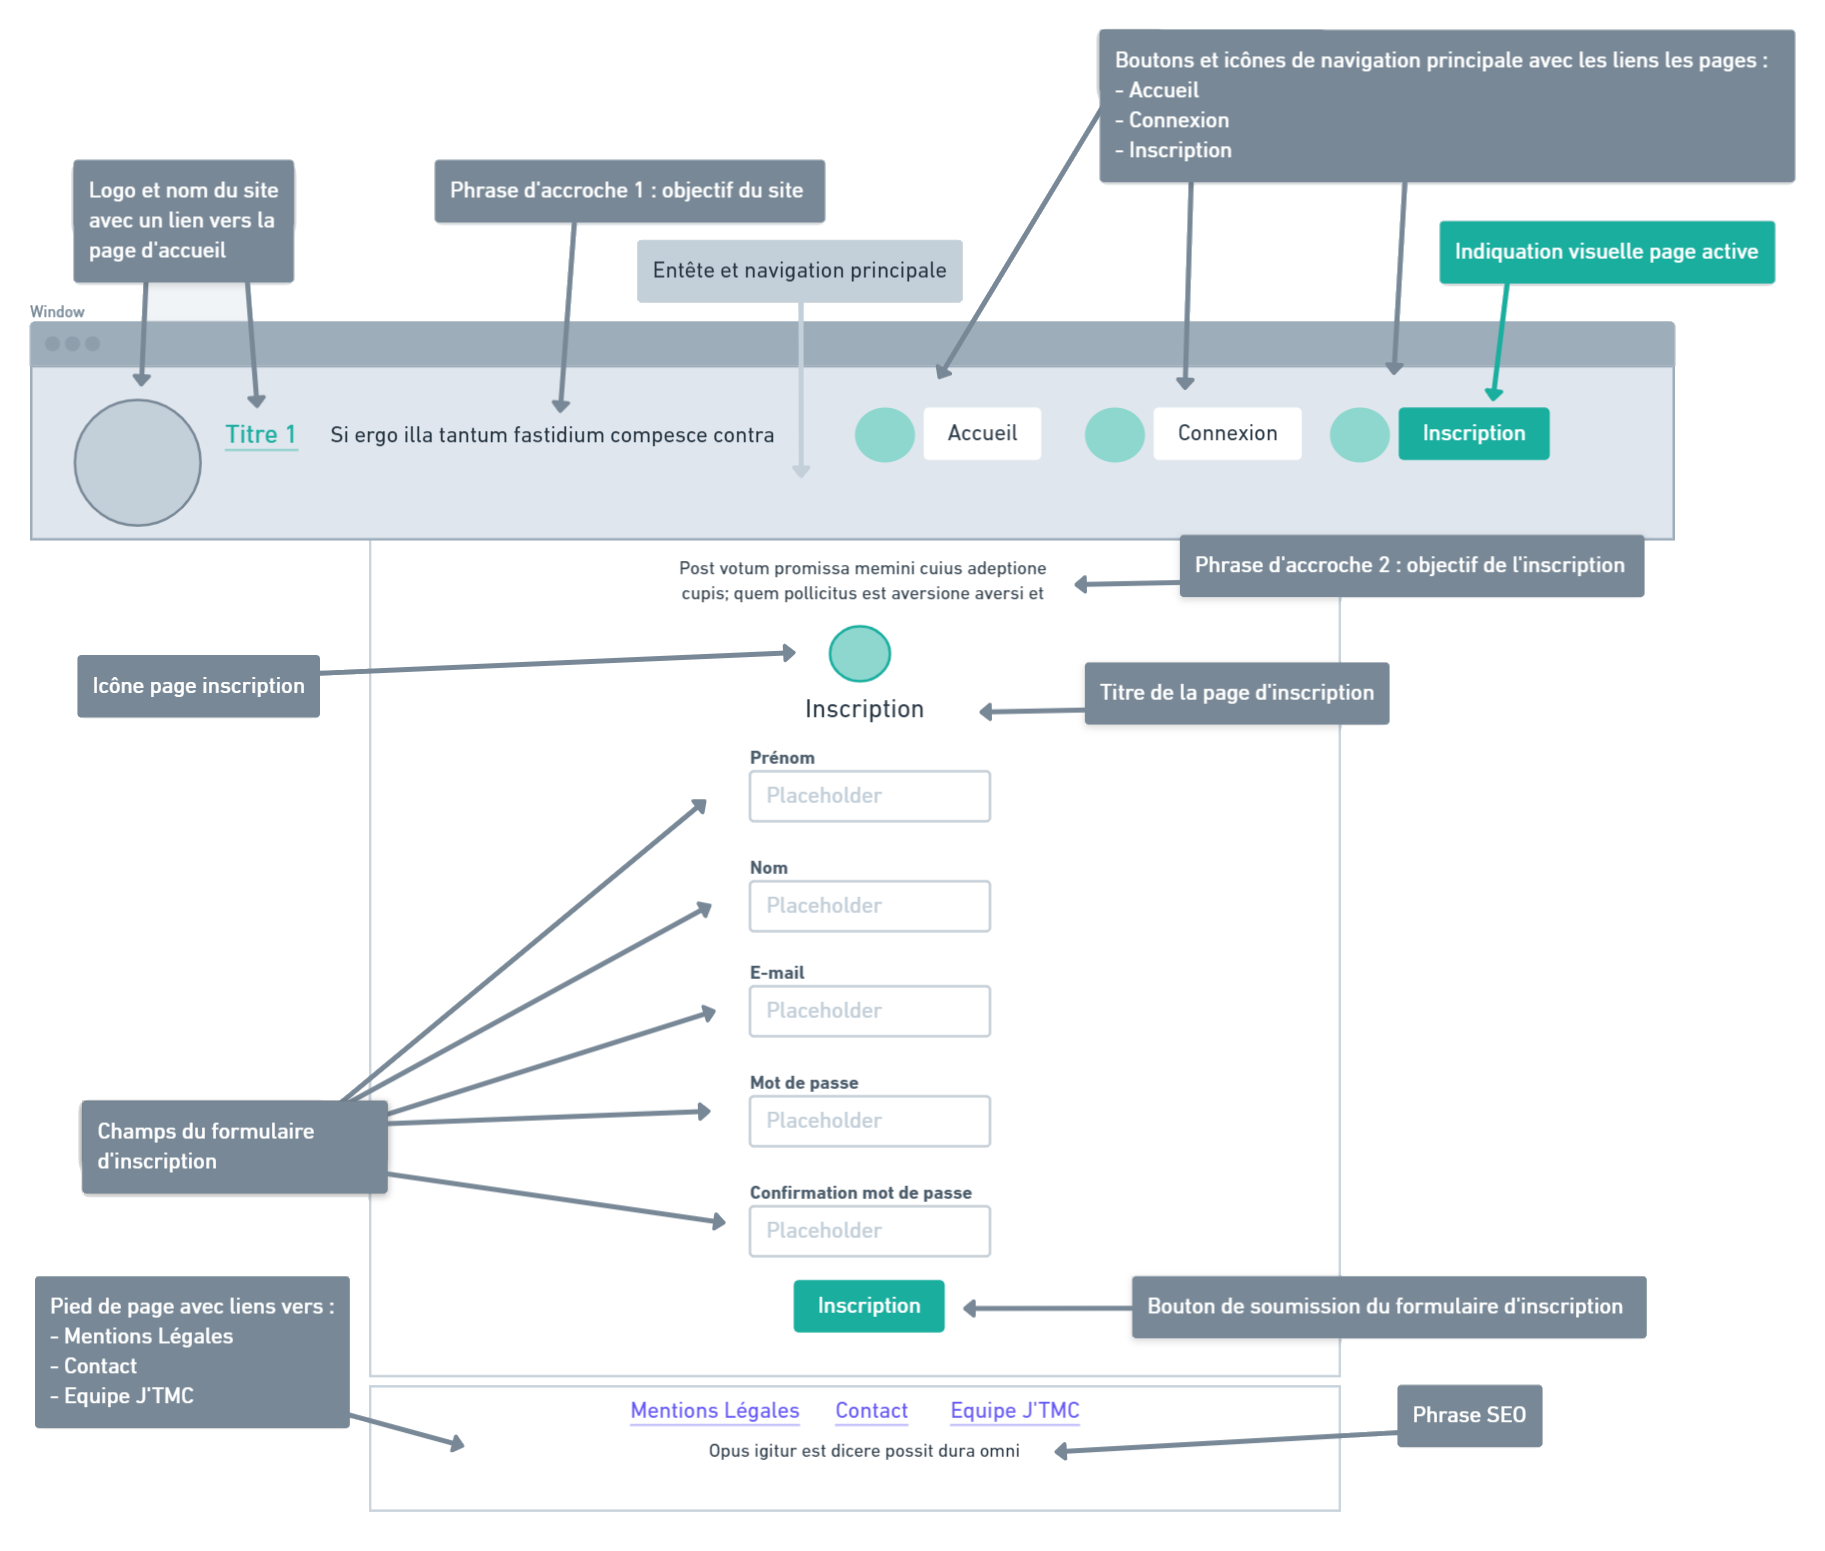 Boutons et icônes de navigation principale avec les liens les pages :
- Accueil
- Connexion
- Inscription
Logo et nom du site
avec un lien vers la
page d'accueil
Phrase d'accroche 1 : objectif du site
Entête et navigation principale
Indiquation visuelle page active
Window
Titre 1
Si ergo illa tantum fastidium compesce contra
Accueil
Connexion
Inscription
Post votum promissa memini cuius adeptione
cupis; quem pollicitus est aversione aversi et
Phrase d'accroche 2 : objectif de l'inscription
Icône page inscription
Titre de la page d'inscription
Inscription
Prénom
Placeholder
Nom
Placeholder
E-mail
Placeholder
Mot de passe
Placeholder
Champs du formulaire
d'inscription
Confirmation mot de passe
Placeholder
Inscription
Bouton de soumission du formulaire d'inscription
Pied de page avec liens vers :
- Mentions Légales
- Contact
- Equipe J'TMC
Mentions Légales
Contact
Equipe J'TMC
Phrase SEO
Opus igitur est dicere possit dura omni